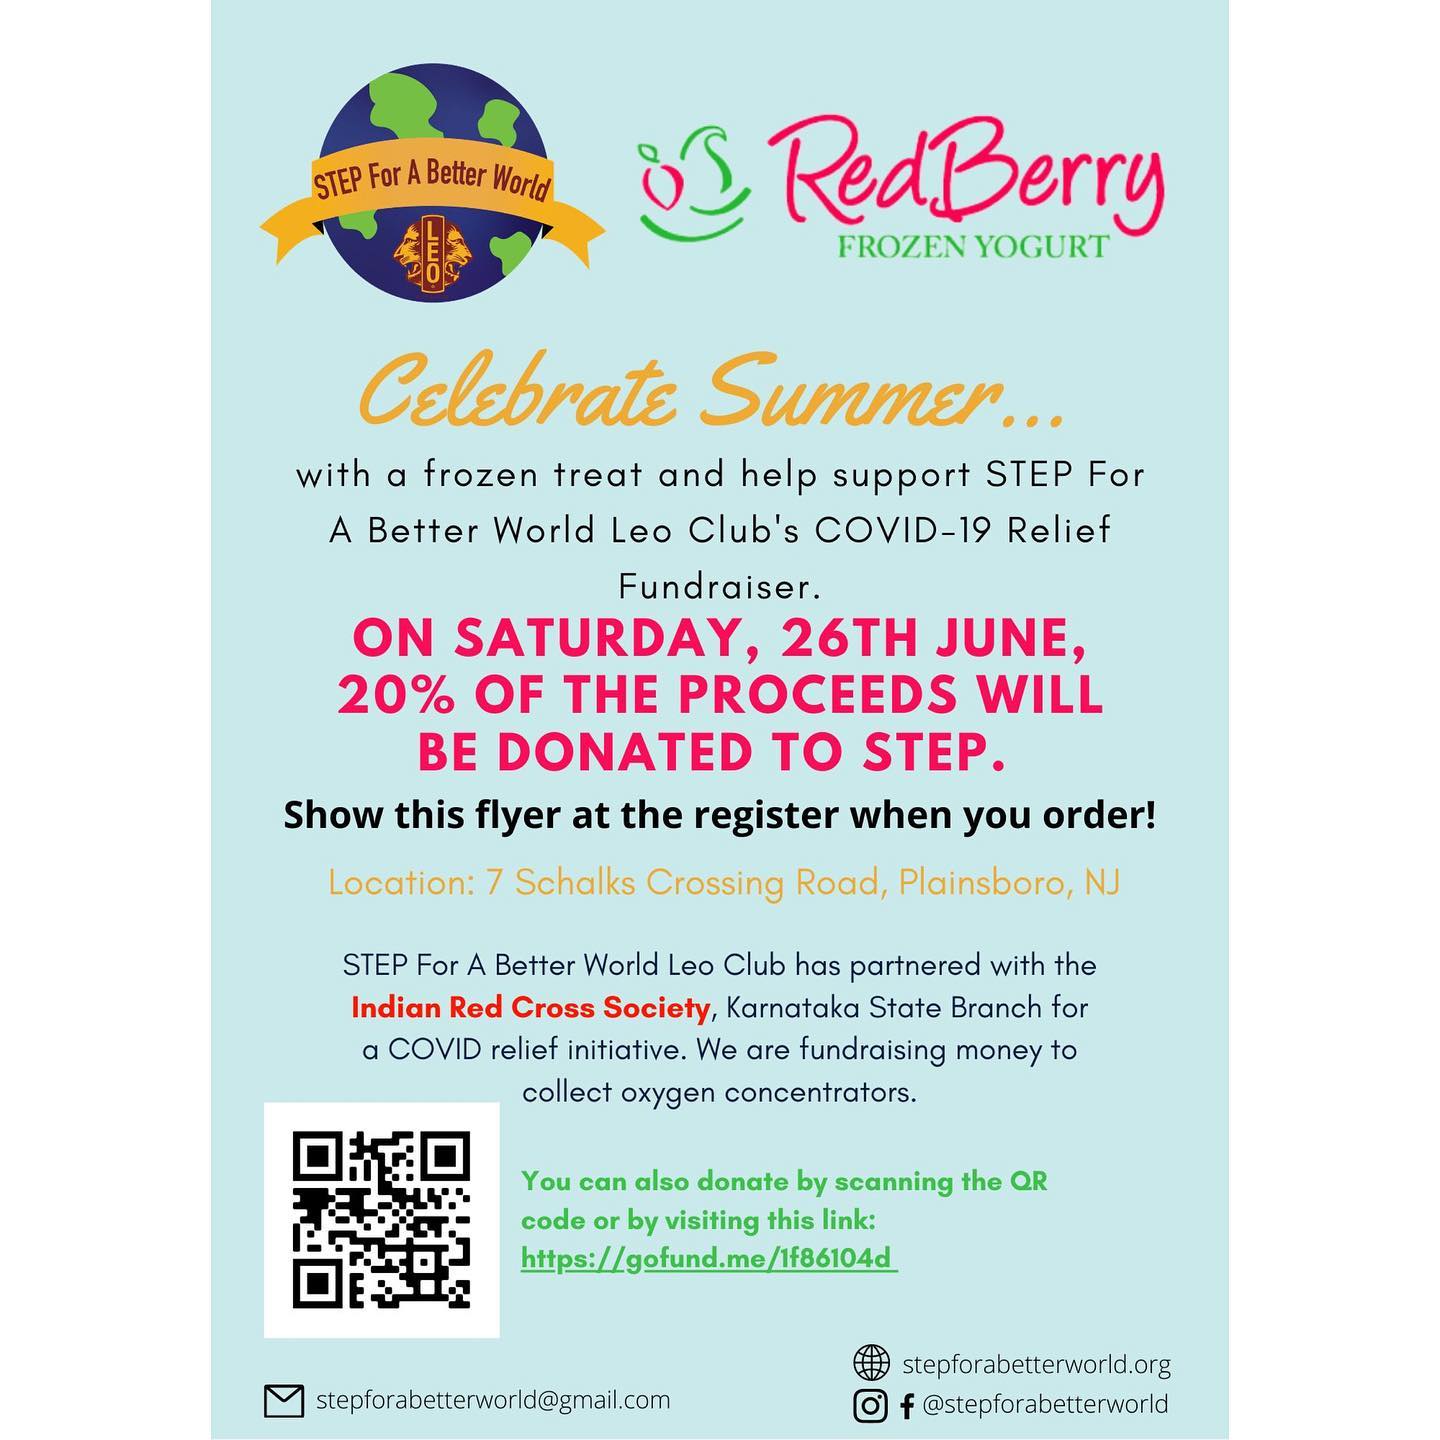 STEP For A Better World
LEO
RedBerry
FROZEN YOGURT
Celebrate Summer...
with a frozen treat and help support STEP For
A Better World Leo Club's COVID-19 Relief
Fundraiser.
ON SATURDAY, 26TH JUNE,
20% OF THE PROCEEDS WILL
BE DONATED TO STEP.
Show this flyer at the register when you order!
Location: 7 Schalks Crossing Road, Plainsboro, NJ
STEP For A Better World Leo Club has partnered with the
Indian Red Cross Society, Karnataka State Branch for
a COVID relief initiative. We are fundraising money to
collect oxygen concentrators.
You can also donate by scanning the QR
code or by visiting this link:
https://gofund.me/1f86104d
stepforabetterworld@gmail.com
stepforabetterworld.org
@stepforabetterworld